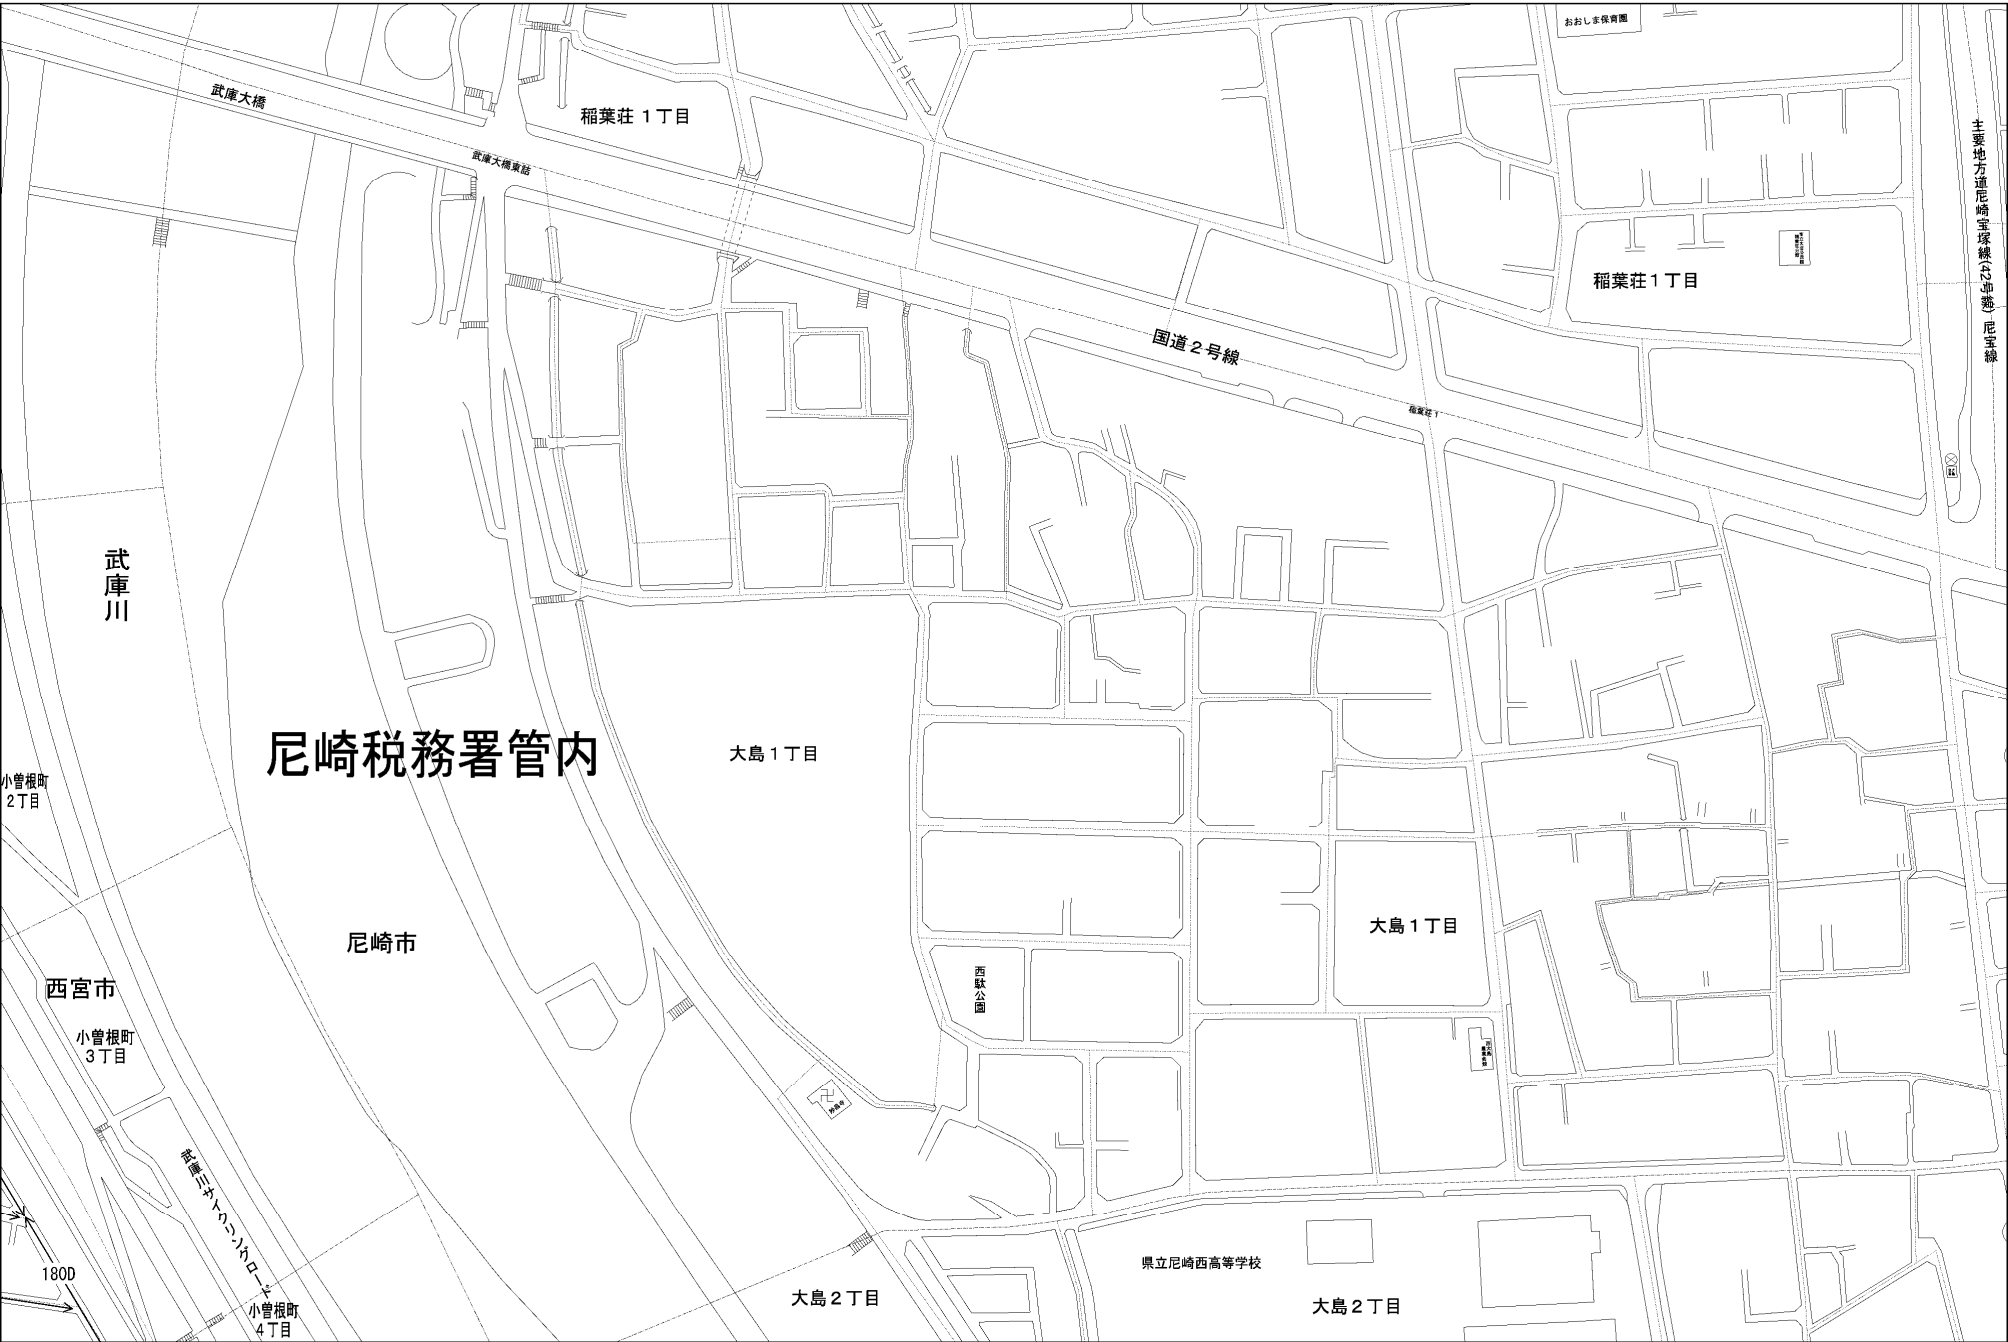 おおしま保育園
武庫大橋
稲葉荘 1丁目
武庫大橋東詰
主要地方道尼崎宝塚線(42号線) 尼宝線
稲葉荘1丁目
国道2号線
稲葉荘1
武庫川
尼崎税務署管内
大島1丁目
小曽根町
2丁目
尼崎市
大島1丁目
西宮市
西駄公園
小曽根町
3丁目
武庫川サイクリングロード
県立尼崎西高等学校
180D
大島2丁目
小曽根町
4丁目
大島2丁目